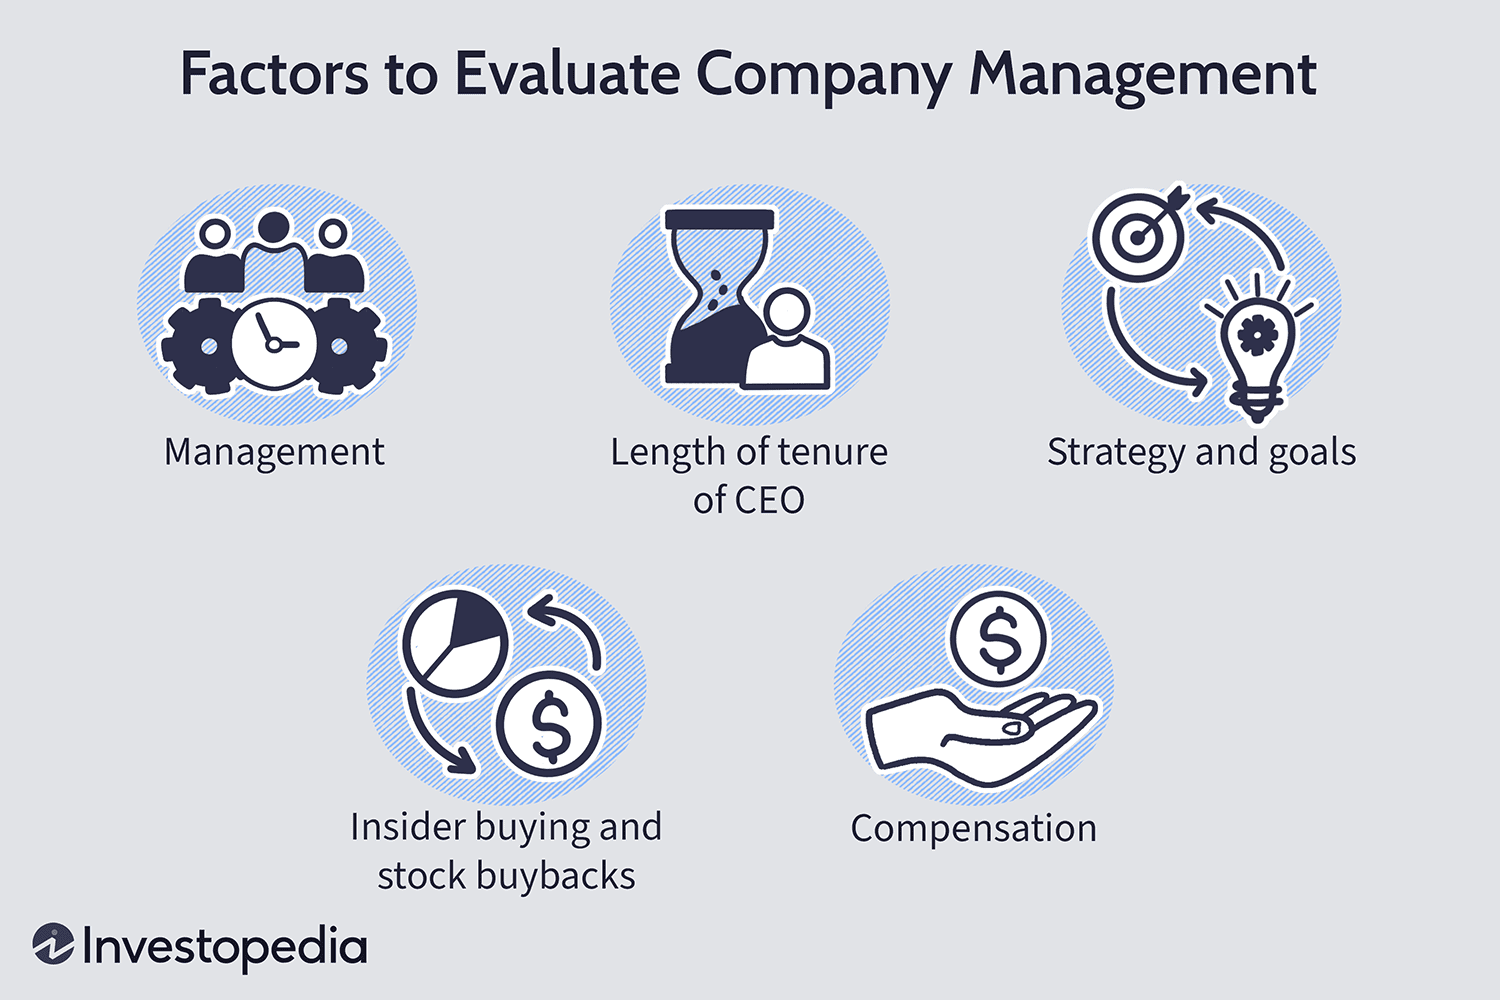 Factors to Evaluate Company Management
Management
Length of tenure
of CEO
Strategy and goals
Insider buying and
stock buybacks
Compensation
Investopedia